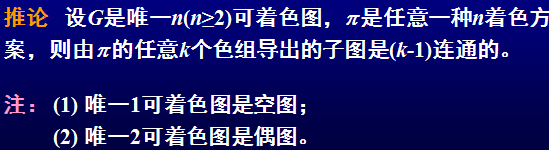 推论 设G是唯一n(n≥2)可着色图，π是任意一种n着色方
案，则由π的任意k个色组导出的子图是(k-1)连通的。
注： (1) 唯一1可着色图是空图；
(2) 唯一2可着色图是偶图。